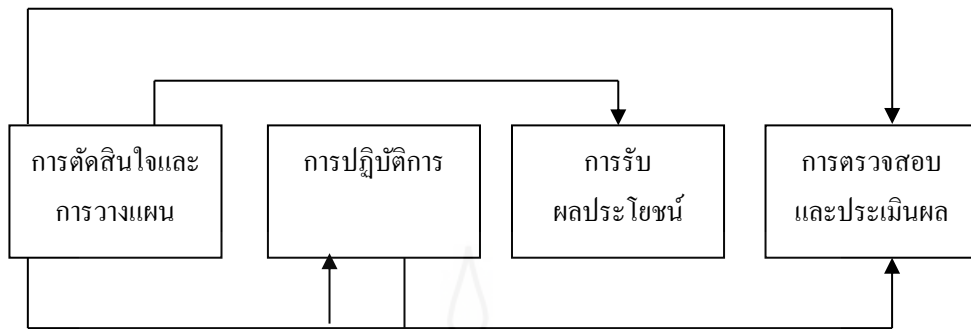 การตัดสินใจและ
การวางแผน
การปฏิบัติการ
การรับ
ผลประโยชน์
การตรวจสอบ
และประเมินผล